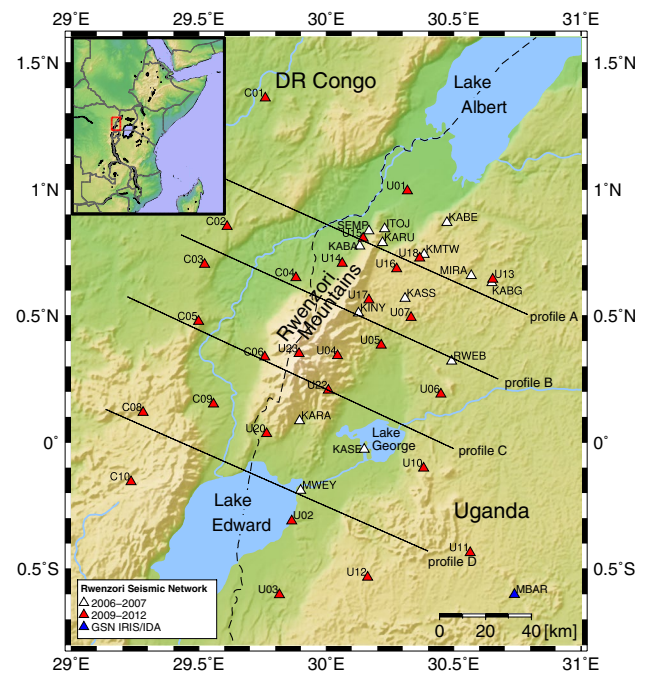 29°E 29.5° 30.0° 30.5° 31°E
1.5°N
1.5°N
DR Congo
Lake
Albert
C01
1°N
1°N
U01
C02
SEMP
ITOJ
KABE
U15
KARU
KABA
C03
U14
U18
KMTW
C04
U16
MIRA
U13
KABG
U17
KASS
0.5°N
0.5°N
C05
KINY
U07
profile A
Rwenzori
Mountains
U05
C06
U23
U04
RWEB
profile B
U22
U06
C08
C09
KARA
U20
Lake
George
0°
0°
KASE
profile C
C10
U10
MWEY
Lake
Edward
U02
Uganda
U11
profile D
0.5°S
0.5°S
U12
U03
MBAR
Rwenzori Seismic Network
2006–2007
2009–2012
GSN IRIS/IDA
0 20 40 [km]
29°E 29.5° 30.0° 30.5° 31°E